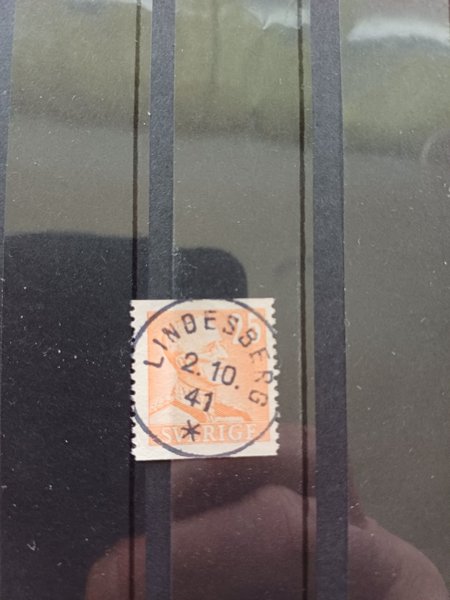 LINDESBERG
2.10.
41
*
SVERIGE